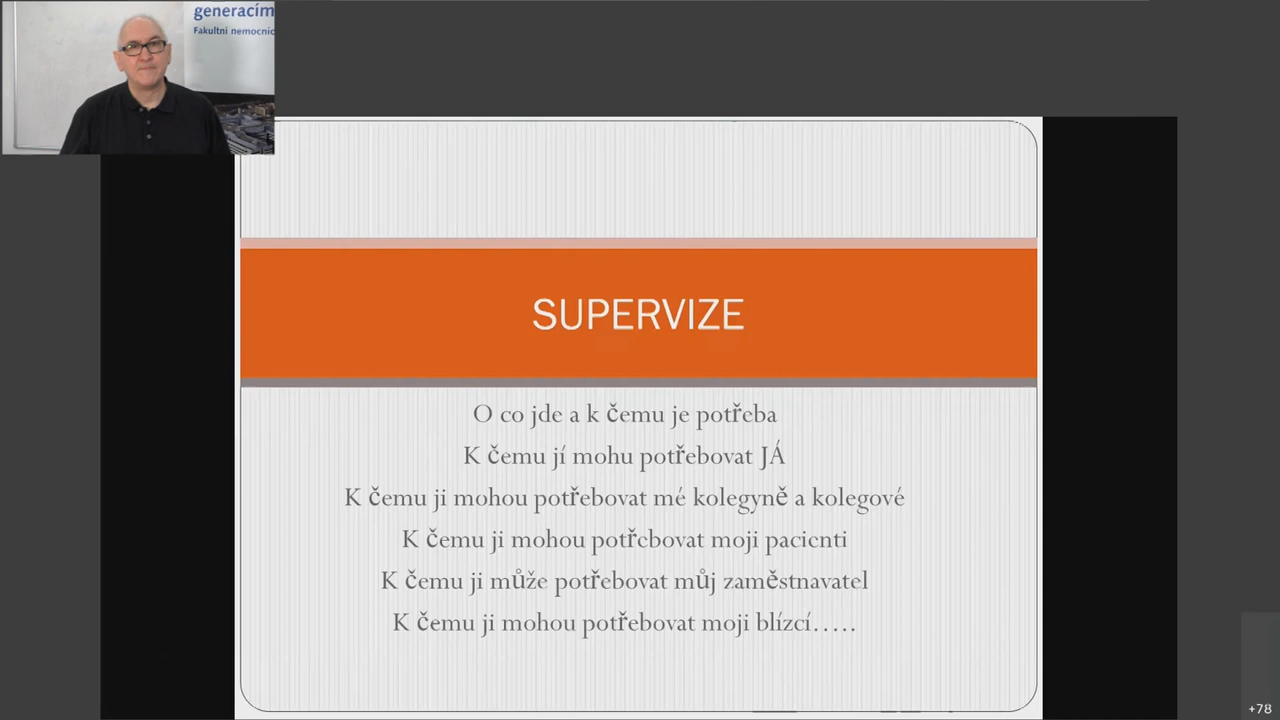 generacím
Fakultní nemocnic
SUPERVIZE
O co jde a k čemu je potřeba
K čemu jí mohu potřebovat JÁ
K čemu ji mohou potřebovat mé kolegyně a kolegové
K čemu ji mohou potřebovat moji pacienti
K čemu ji může potřebovat můj zaměstnavatel
K čemu ji mohou potřebovat moji blízcí.....
+78